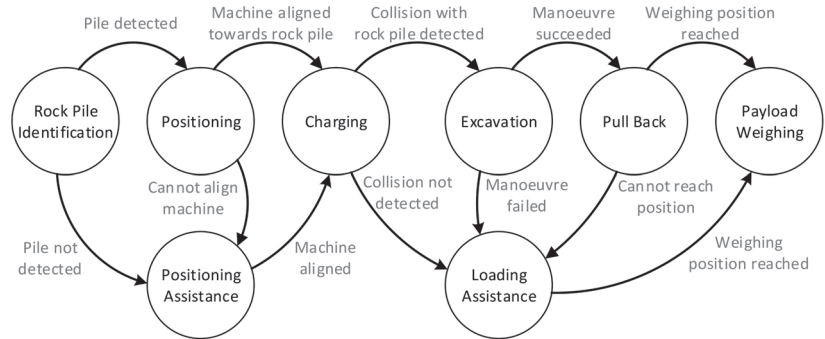 Pile detected
Machine aligned
towards rock pile
Collision with
rock pile detected
Manoeuvre
succeeded
Weighing position
reached
Rock Pile
Identification
Positioning
Charging
Excavation
Pull Back
Payload
Weighing
Cannot align
machine
Collision not
detected
Manoeuvre
failed
Cannot reach
position
Pile not
detected
Machine
aligned
Weighing
position reached
Positioning
Assistance
Loading
Assistance